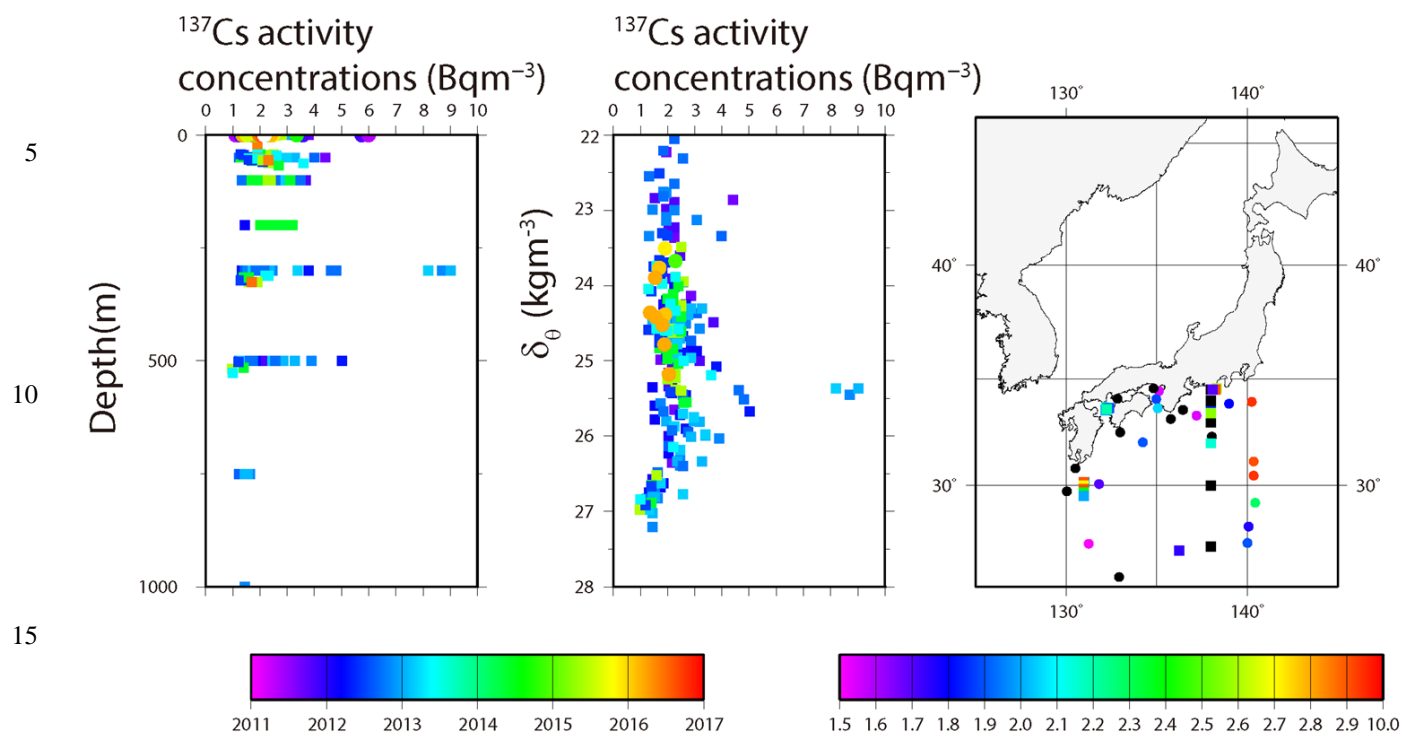 137Cs activity
concentrations (Bqm−3)
0 1 2 3 4 5 6 7 8 9 10
0
500
1000
Depth(m)
137Cs activity
concentrations (Bqm−3)
0 1 2 3 4 5 6 7 8 9 10
22
23
24
25
26
27
28
δθ (kgm-3)
130° 140°
40° 40°
30° 30°
130° 140°
5
10
15
2011 2012 2013 2014 2015 2016 2017
1.5 1.6 1.7 1.8 1.9 2.0 2.1 2.2 2.3 2.4 2.5 2.6 2.7 2.8 2.9 10.0